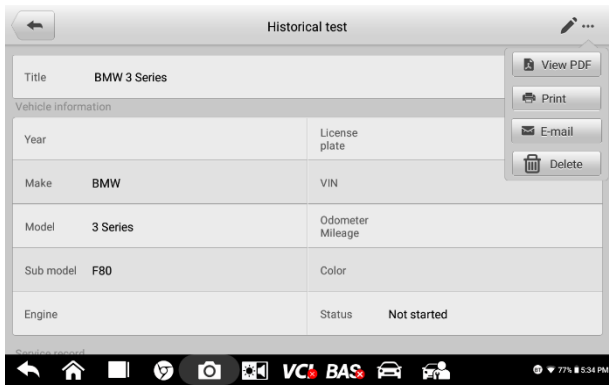 Historical test
Title BMW 3 Series
View PDF
Print
E-mail
Delete
Vehicle information
Year
License plate
Make BMW
VIN
Model 3 Series
Odometer Mileage
Sub model F80
Color
Engine
Status Not started
Service record
VCI BAS 77% 5:34 PM